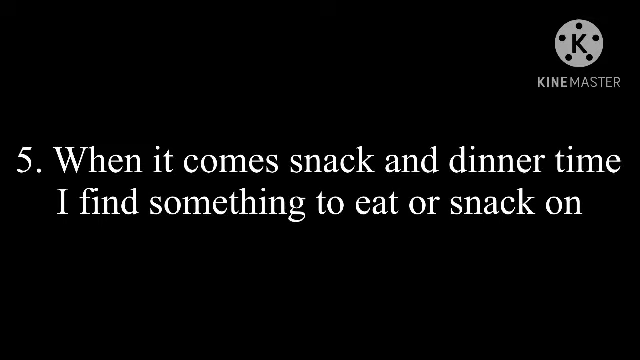 KINEMASTER
5. When it comes snack and dinner time
I find something to eat or snack on